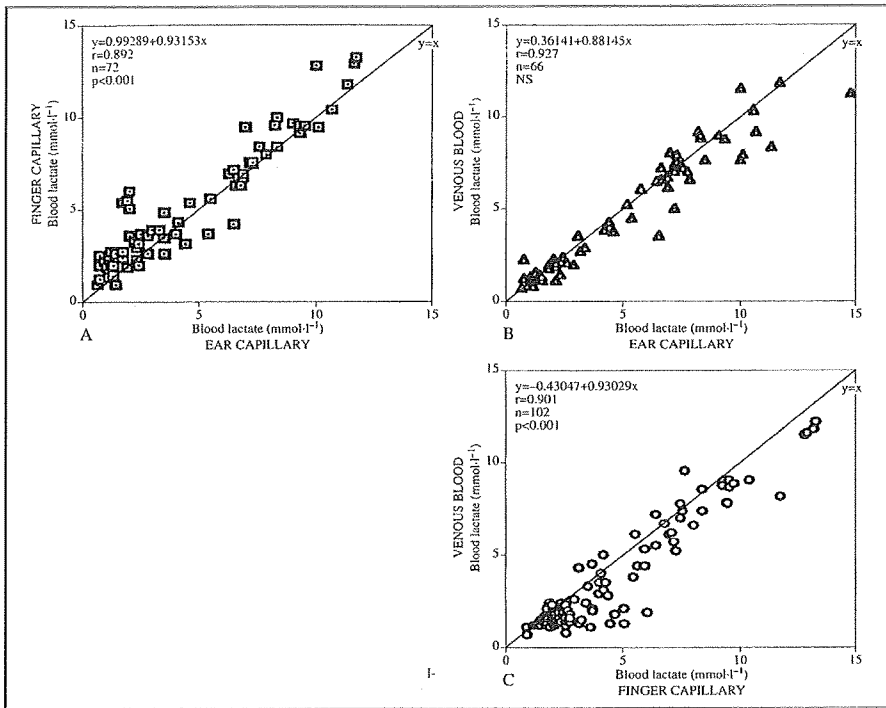 15
y=0.99289+0.93153x
r=0.892
n=72
p<0.001
y=x
FINGER CAPILLARY
Blood lactate (mmol·l⁻¹)
10
5
0
0
5
10
15
Blood lactate (mmol·l⁻¹)
A
EAR CAPILLARY
15
y=0.36141+0.88145x
r=0.927
n=66
NS
y=x
VENOUS BLOOD
Blood lactate (mmol·l⁻¹)
10
5
0
0
5
10
15
Blood lactate (mmol·l⁻¹)
B
EAR CAPILLARY
15
y=-0.43047+0.93029x
r=0.901
n=102
p<0.001
y=x
VENOUS BLOOD
Blood lactate (mmol·l⁻¹)
10
5
0
0
5
10
15
Blood lactate (mmol·l⁻¹)
C
FINGER CAPILLARY
I-